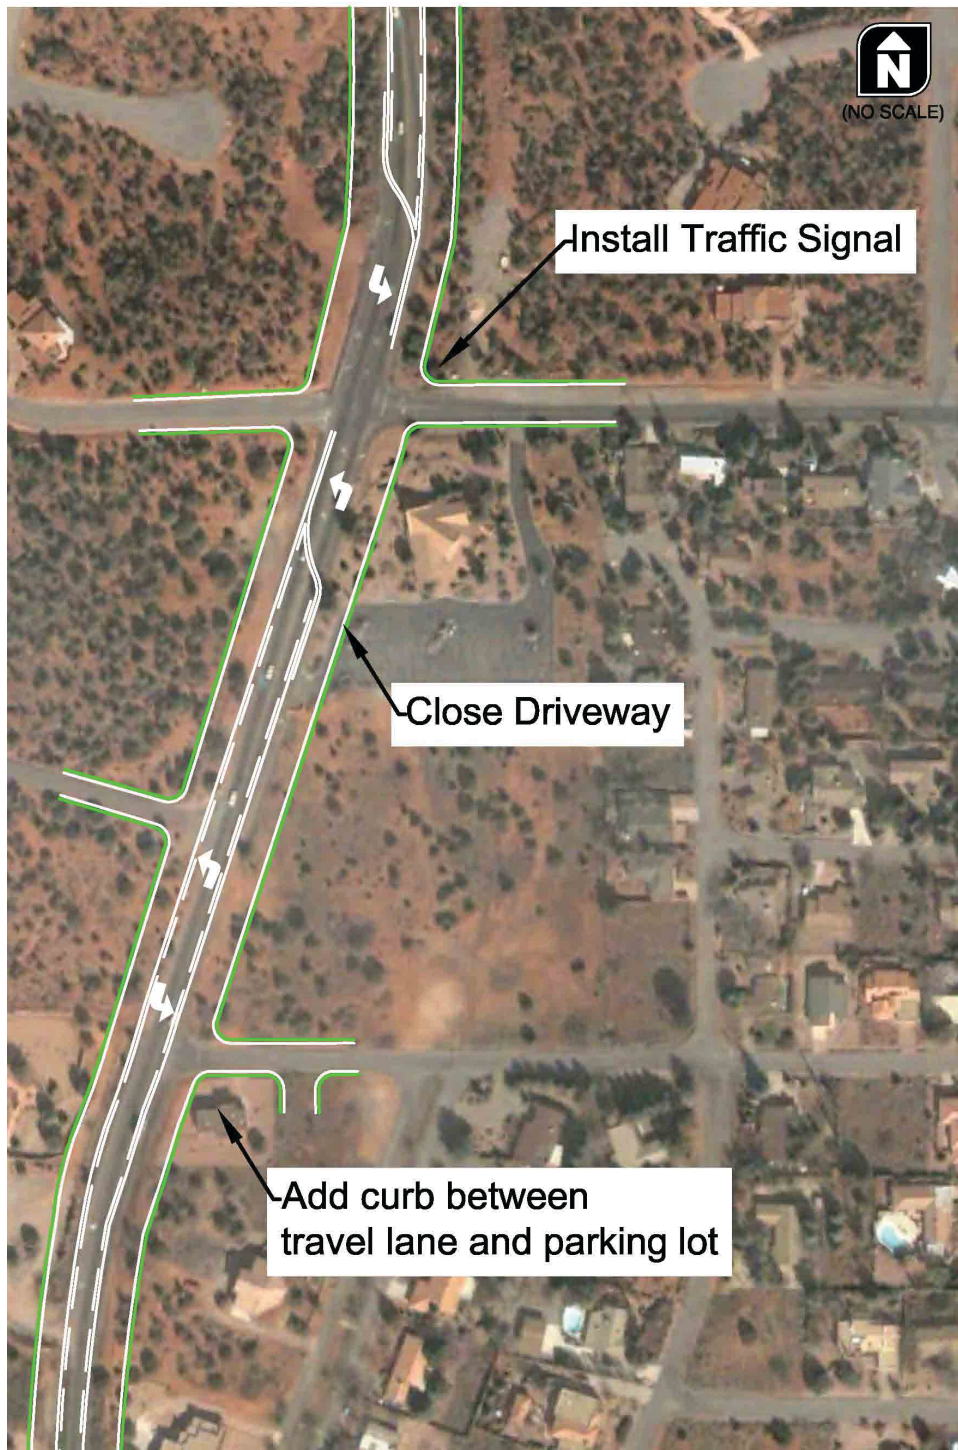 N
(NO SCALE)
Install Traffic Signal
Close Driveway
Add curb between
travel lane and parking lot